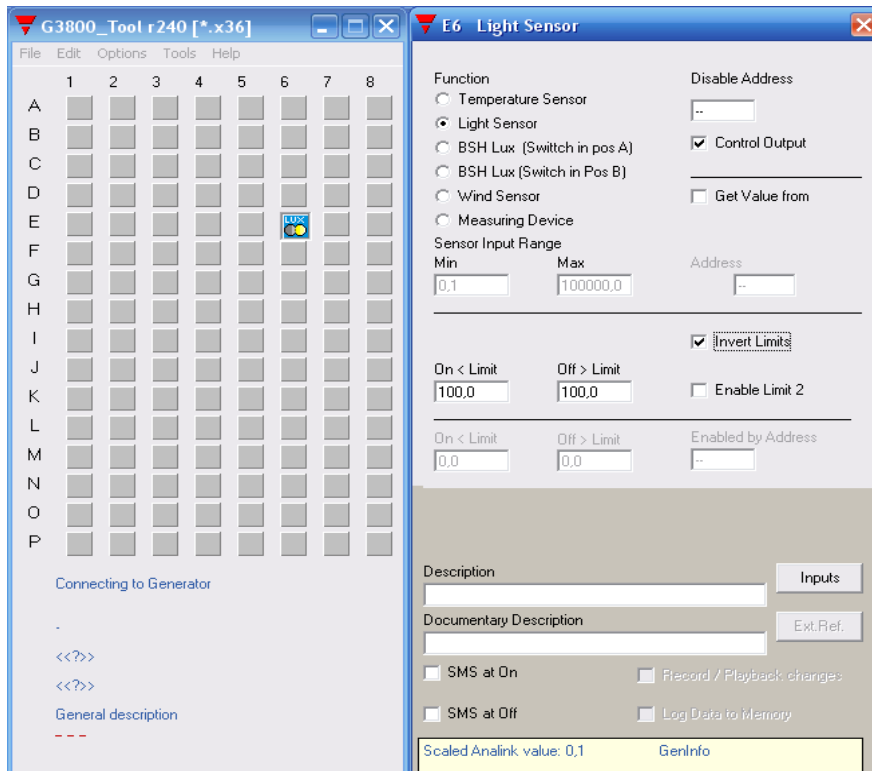 G3800_Tool r240 [*.x36]
File Edit Options Tools Help
1 2 3 4 5 6 7 8
A
B
C
D
E LUX
F
G
H
I
J
K
L
M
N
O
P
Connecting to Generator
-
<<?>>
<<?>>
General description
- - -
E6 Light Sensor
Function
Temperature Sensor
Light Sensor
BSH Lux (Swittch in pos A)
BSH Lux (Switch in Pos B)
Wind Sensor
Measuring Device
Disable Address
--
Control Output
Get Value from
Sensor Input Range
Min Max Address
0,1 100000,0 --
Invert Limits
On < Limit Off > Limit
100,0 100,0 Enable Limit 2
On < Limit Off > Limit Enabled by Address
0,0 0,0 --
Description
Inputs
Documentary Description
Ext.Ref.
SMS at On Record / Playback changes
SMS at Off Log Data to Memory
Scaled Analink value: 0,1 GenInfo